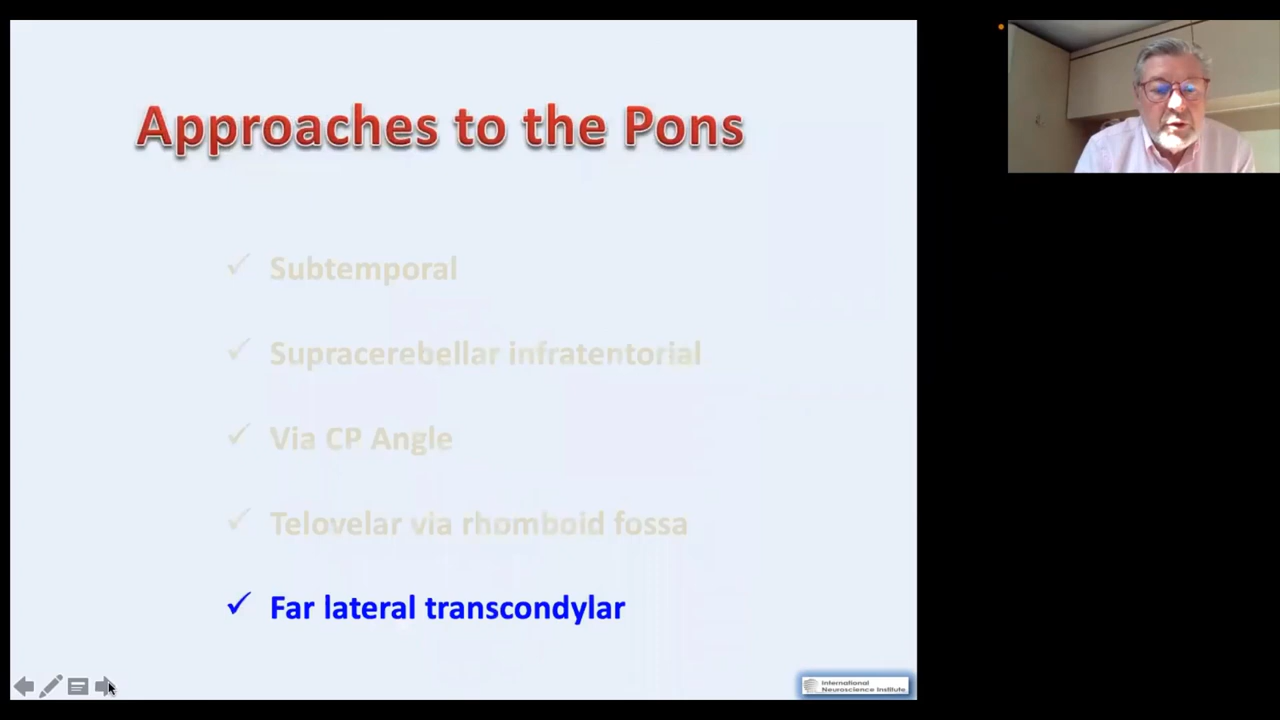 Approaches to the Pons
✓ Subtemporal
✓ Supracerebellar infratentorial
✓ Via CP Angle
✓ Telovelar via rhomboid fossa
✓ Far lateral transcondylar
International
Neuroscience Institute